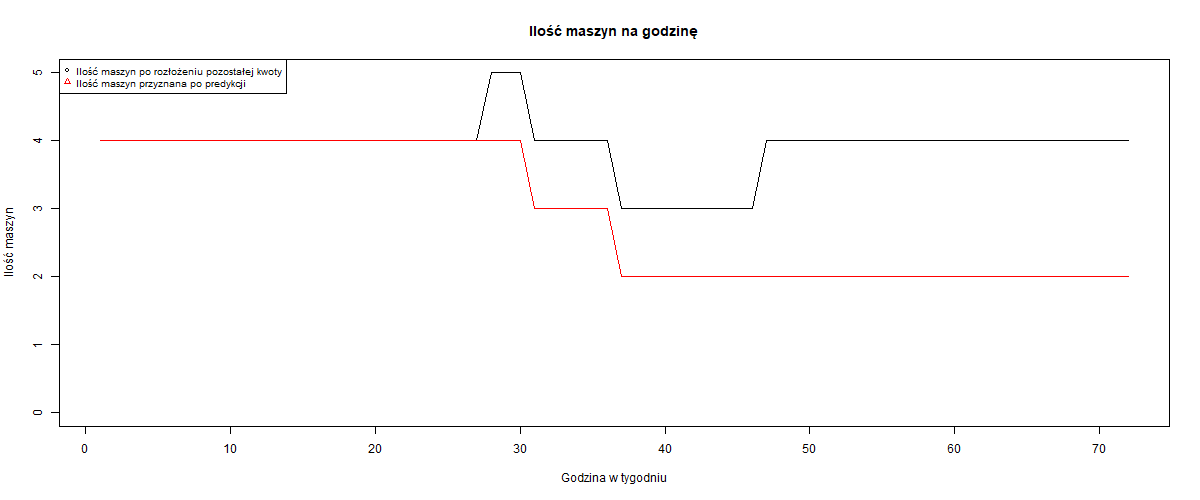 Ilość maszyn na godzinę
Ilość maszyn po rozłożeniu pozostałej kwoty
Ilość maszyn przyznana po predykcji
Ilość maszyn
5
4
3
2
1
0
0 10 20 30 40 50 60 70
Godzina w tygodniu